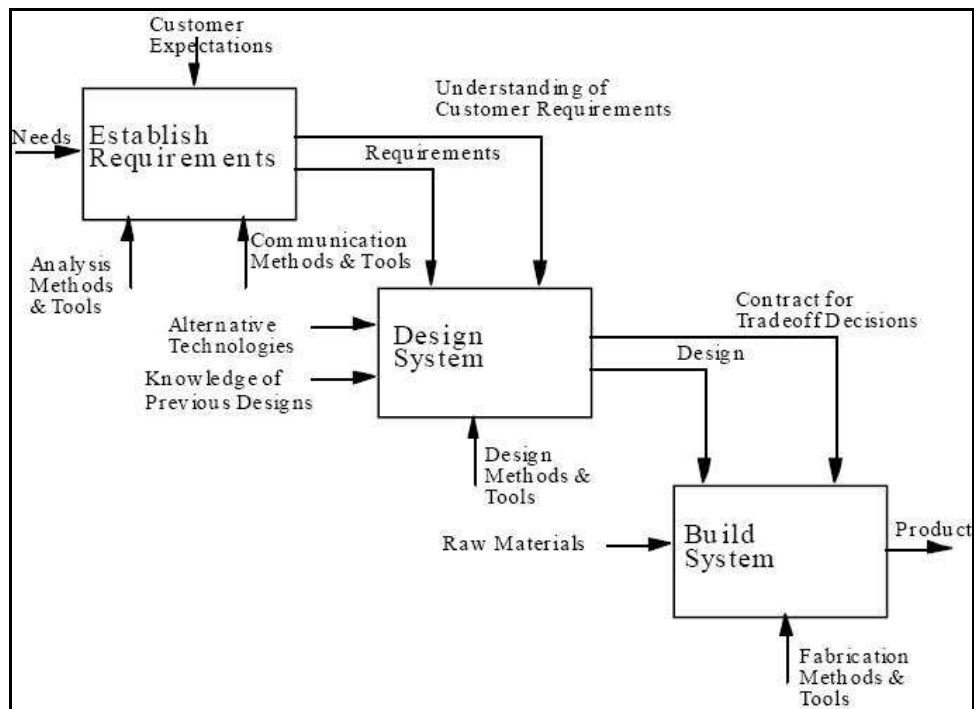 Customer
Expectations
Needs
Establish
Requirements
Understanding of
Customer Requirements
Requirements
Analysis
Methods
& Tools
Communication
Methods & Tools
Alternative
Technologies
Knowledge of
Previous Designs
Design
System
Contract for
Tradeoff Decisions
Design
Design
Methods &
Tools
Raw Materials
Build
System
Product
Fabrication
Methods &
Tools